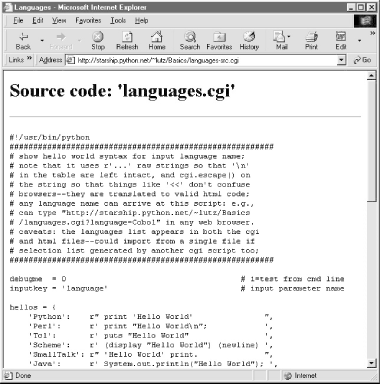 Languages - Microsoft Internet Explorer
File Edit View Favorites Tools Help
Back Forward Stop Refresh Home Search Favorites History Mail Print Edit
Links » Address http://starship.python.net/~lutz/Basics/languages-src.cgi Go
Source code: 'languages.cgi'
#!/usr/bin/python
########################################################
# show hello world syntax for input language name;
# note that it uses r'...' raw strings so that '\n'
# in the table are left intact, and cgi.escape() on
# the string so that things like '<<' don't confuse
# browsers--they are translated to valid html code;
# any language name can arrive at this script: e.g.,
# can type "http://starship.python.net/~lutz/Basics
# /languages.cgi?language=Cobol" in any web browser.
# caveats: the languages list appears in both the cgi
# and html files--could import from a single file if
# selection list generated by another cgi script too;
########################################################
debugme = 0 # 1=test from cmd line
inputkey = 'language' # input parameter name
hellos = {
'Python': r" print 'Hello World' ",
'Perl': r' print "Hello World\n"; ',
'Tcl': r' puts "Hello World" ',
'Scheme': r' (display "Hello World") (newline) ',
'SmallTalk': r" 'Hello World' print. ",
'Java': r' System.out.println("Hello World"); ',
Done Internet